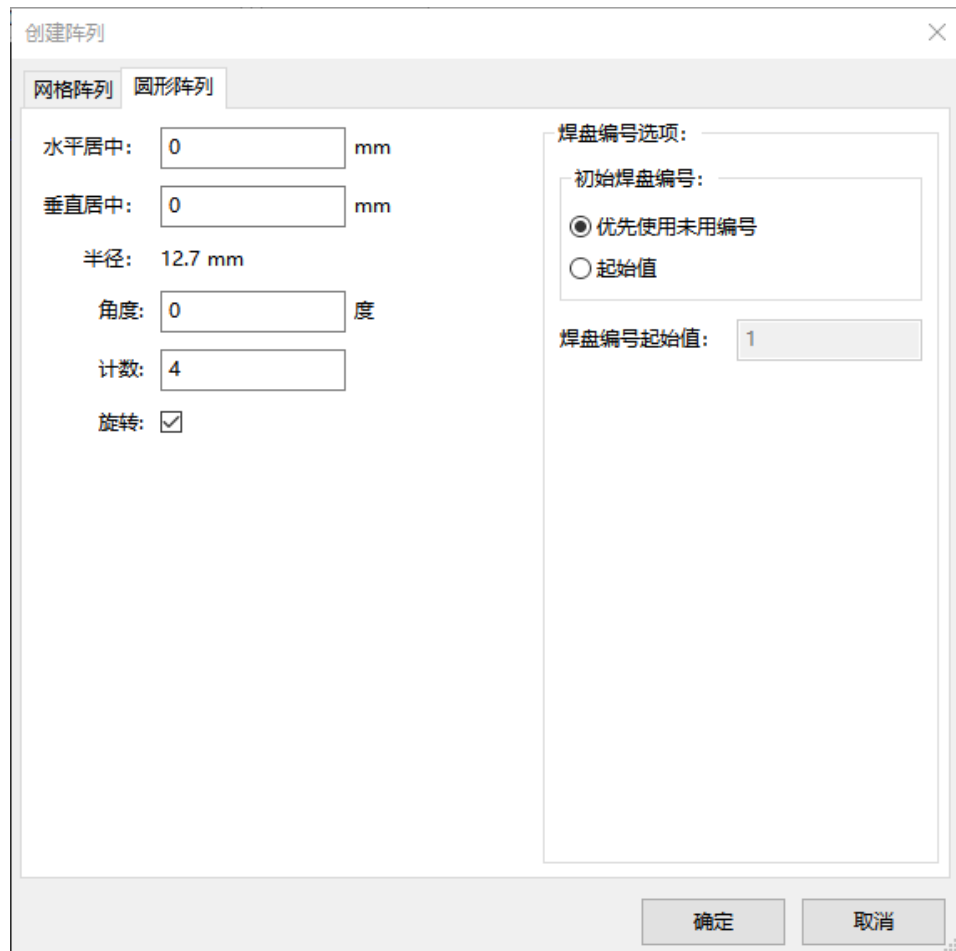 创建阵列
网格阵列 圆形阵列
水平居中： 0 mm
垂直居中： 0 mm
半径： 12.7 mm
角度: 0 度
计数: 4
旋转:
焊盘编号选项：
初始焊盘编号：
优先使用未用编号
起始值
焊盘编号起始值： 1
确定 取消